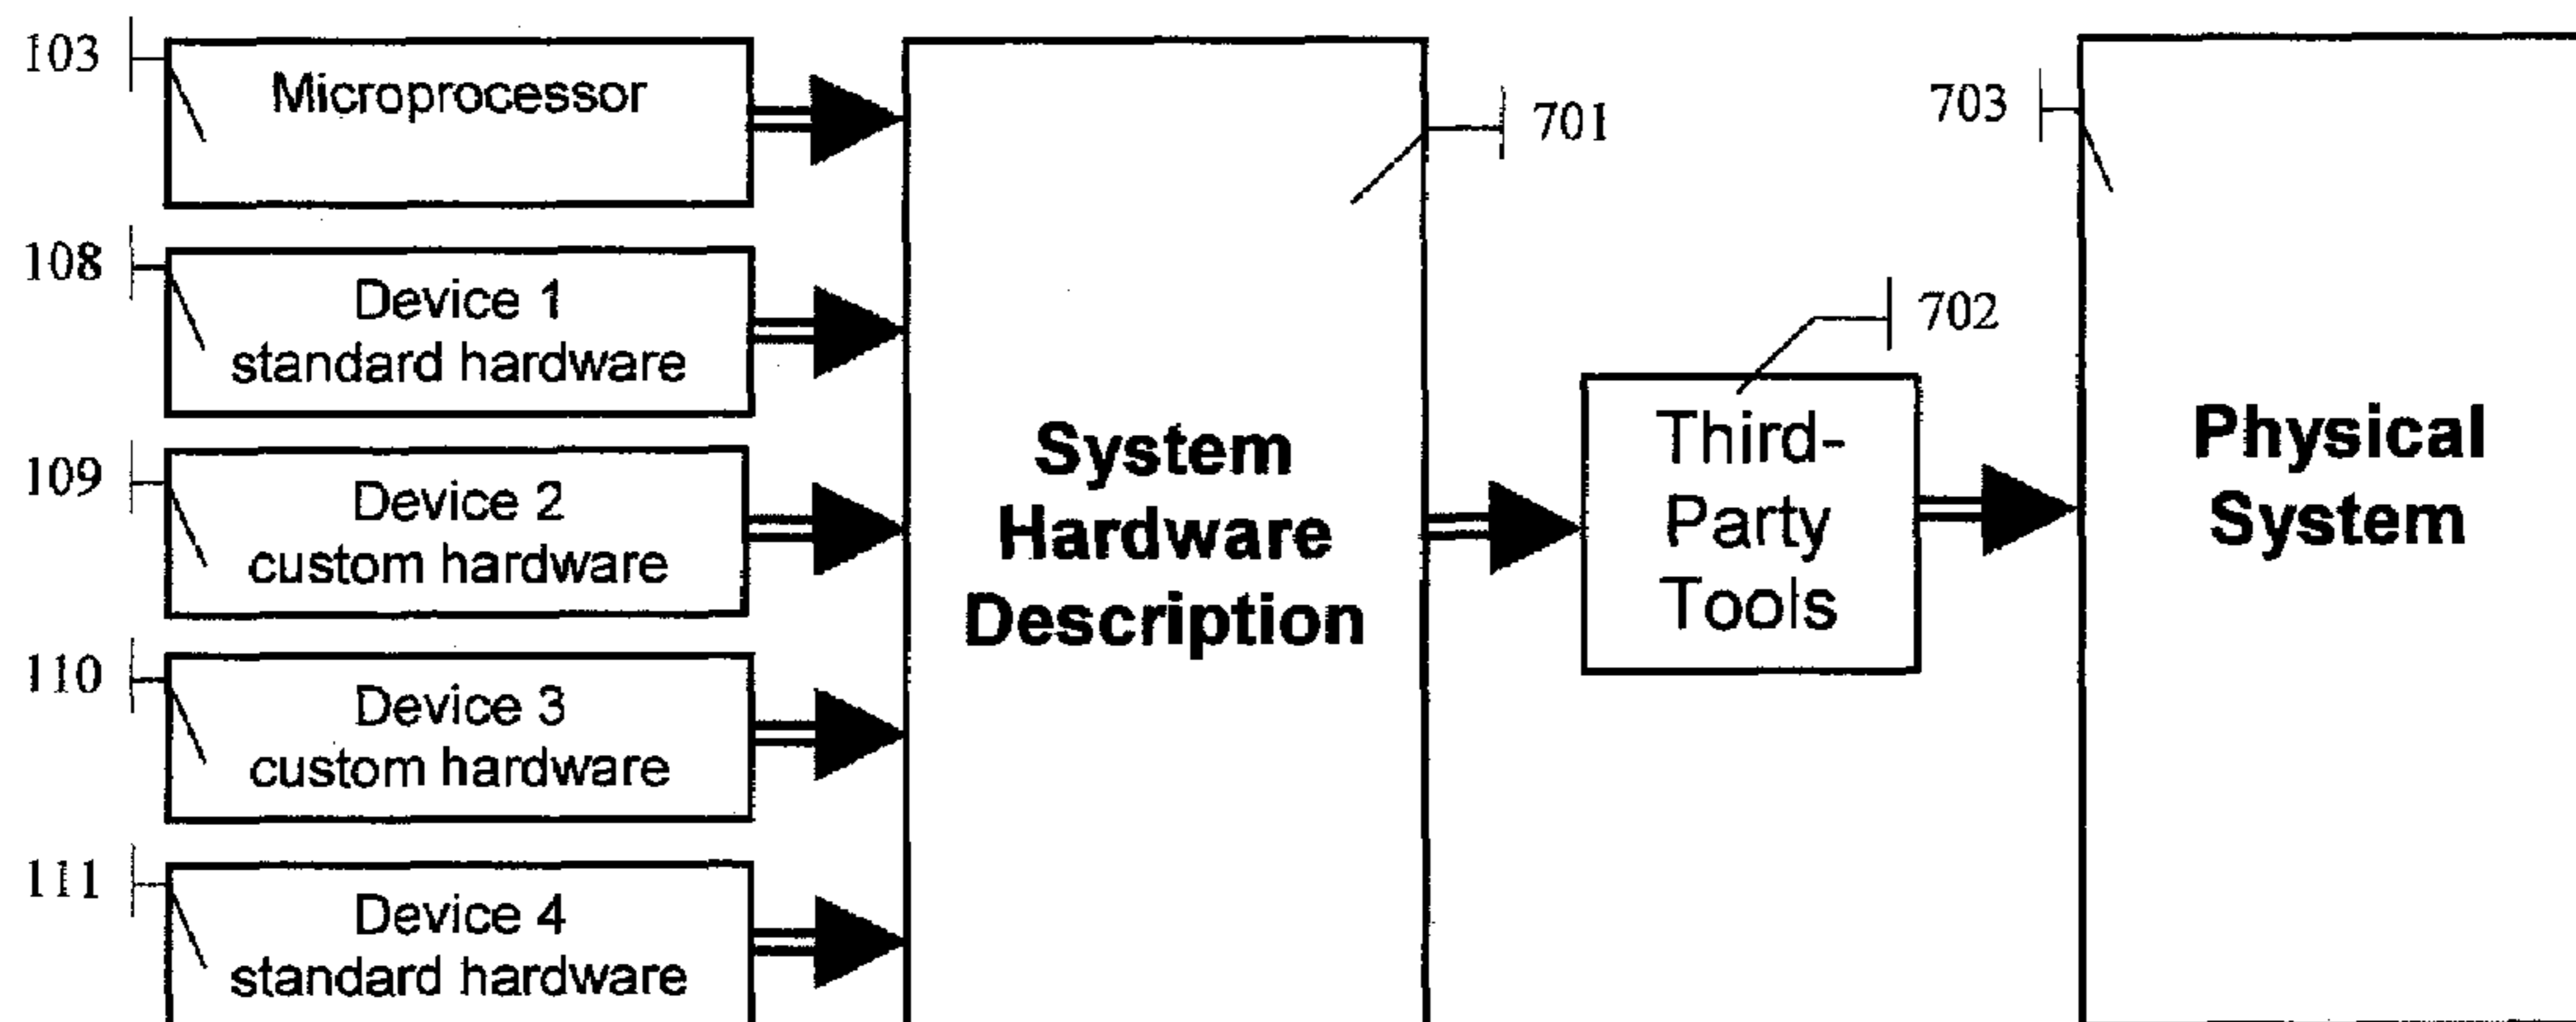 103
Microprocessor
701
703
108
Device 1
standard hardware
702
109
Device 2
custom hardware
System
Hardware
Description
Third-
Party
Tools
Physical
System
110
Device 3
custom hardware
111
Device 4
standard hardware